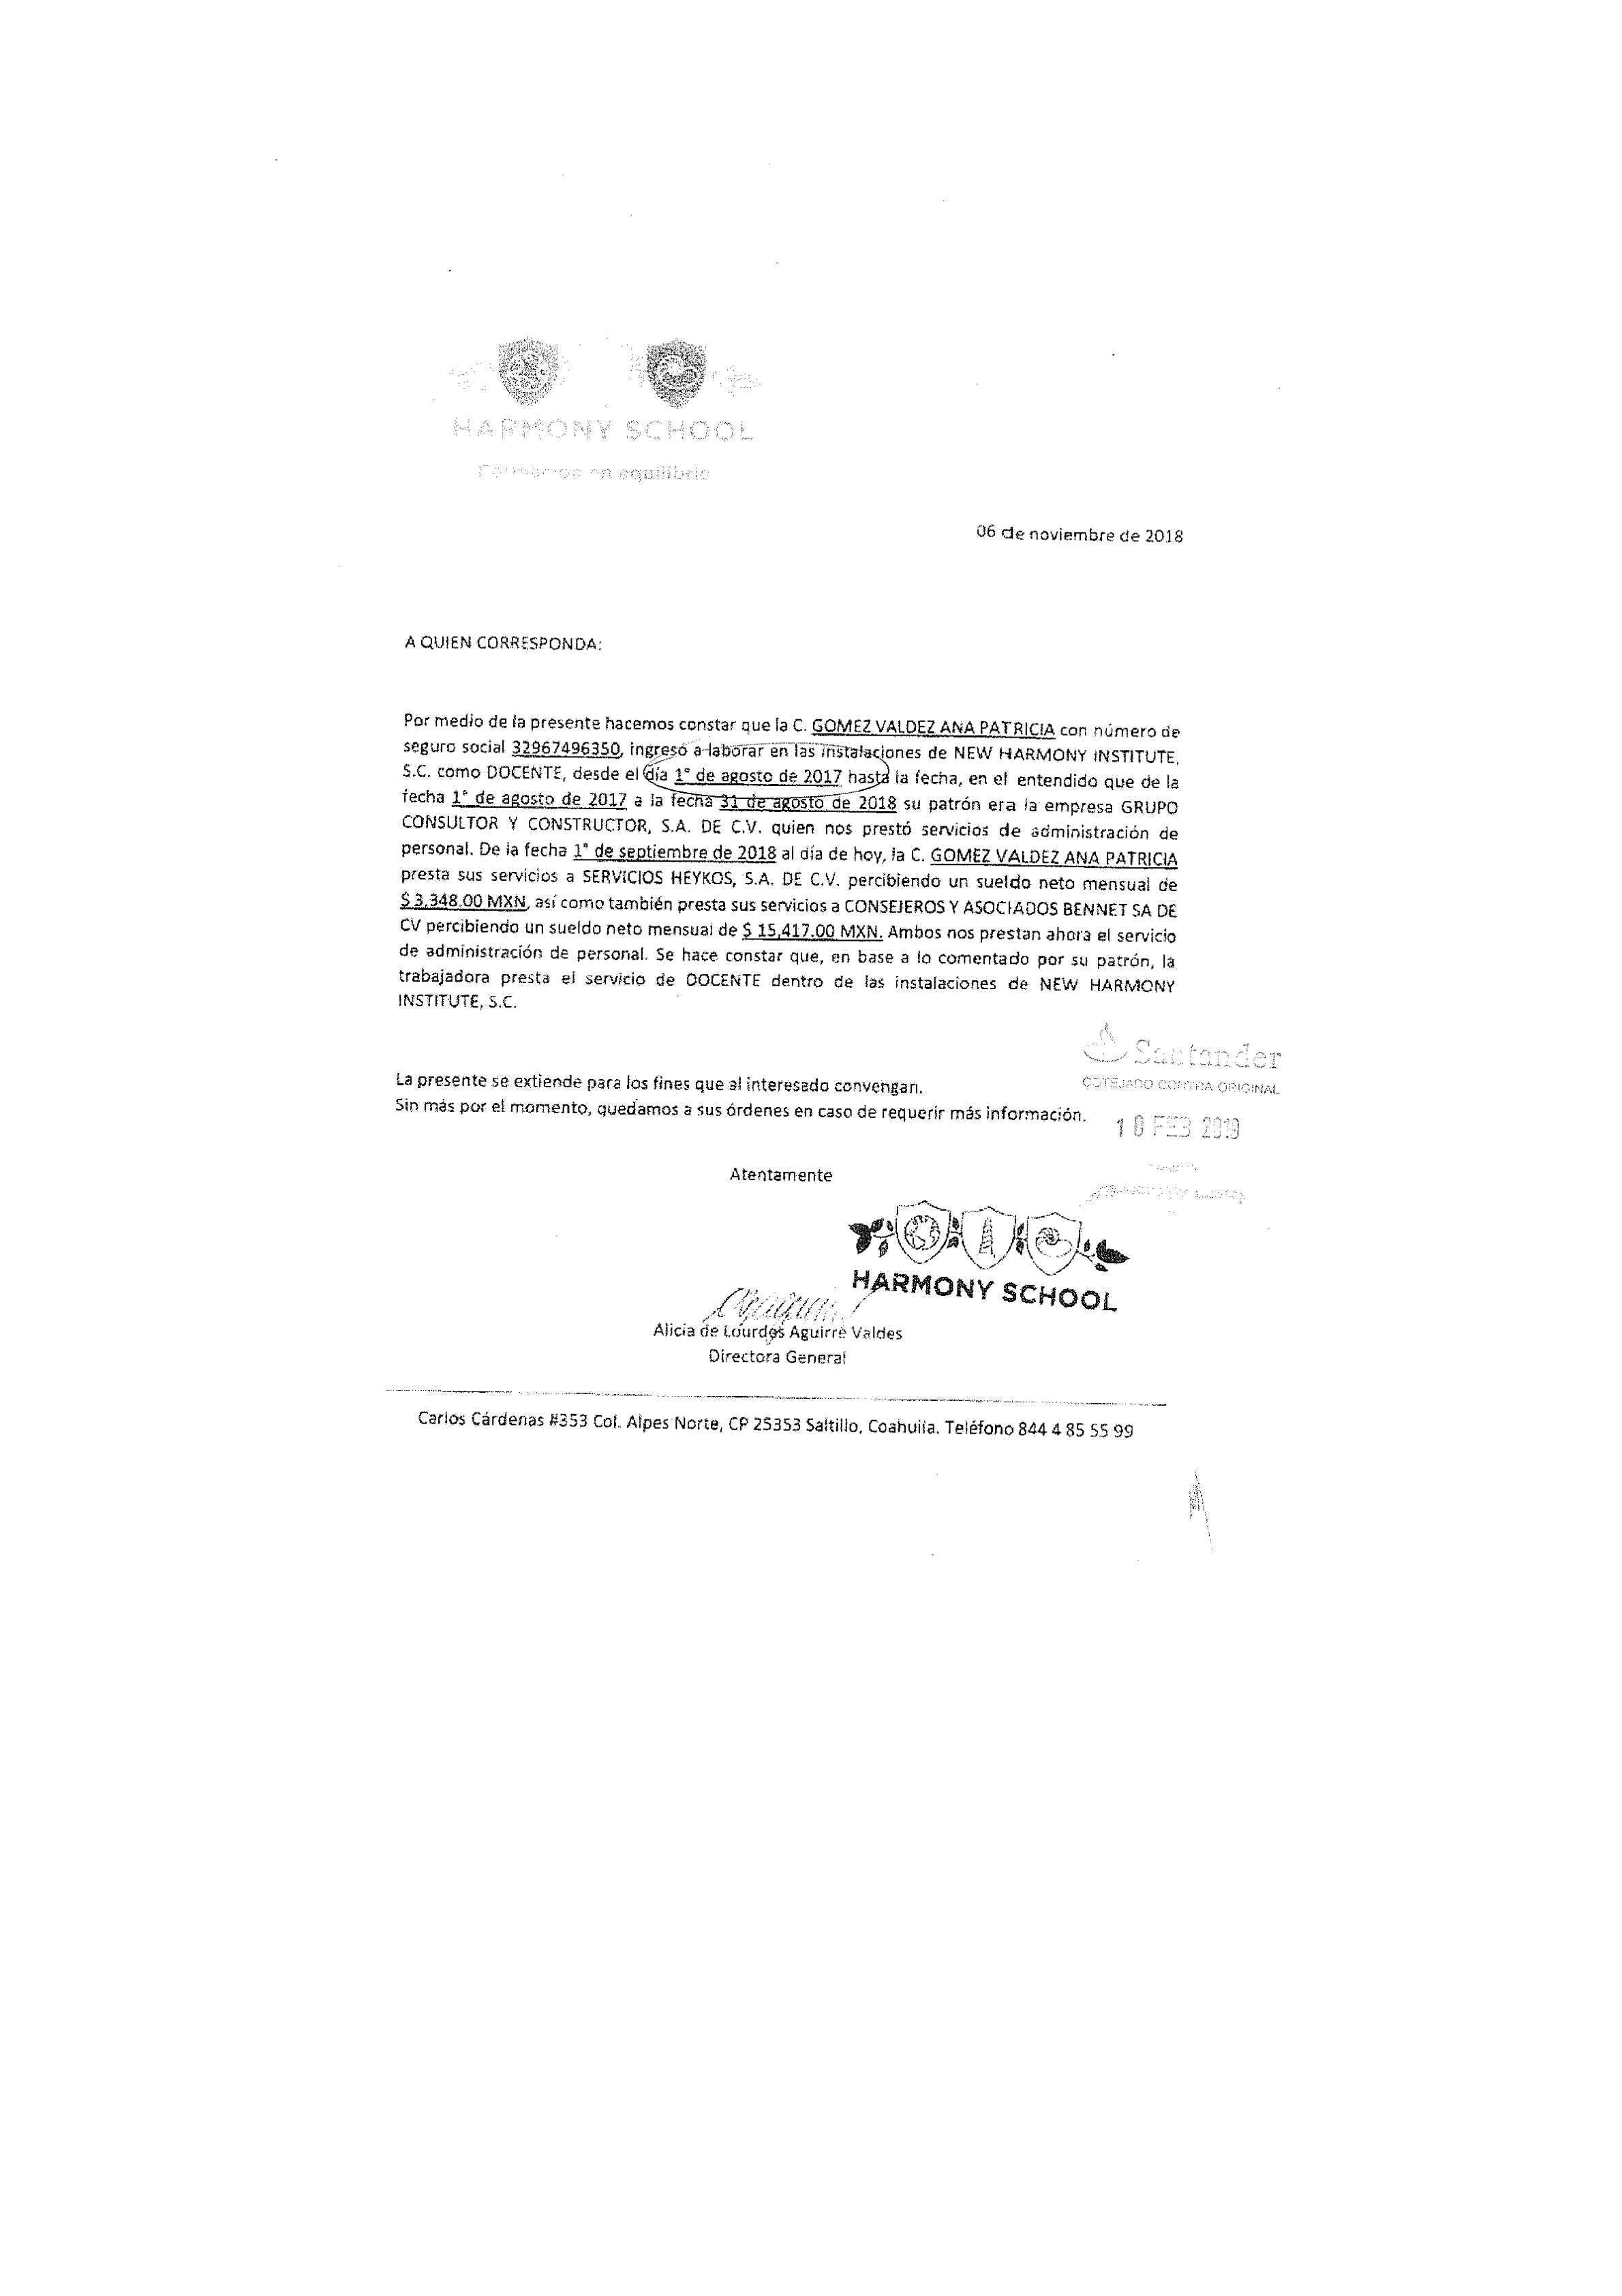 HARMONY SCHOOL
Formación en equilibrio
06 de noviembre de 2018
A QUIEN CORRESPONDA:
Por medio de la presente hacemos constar que la C. GOMEZ VALDEZ ANA PATRICIA con número de
seguro social 32967496350, ingresó a laborar en las instalaciones de NEW HARMONY INSTITUTE,
S.C. como DOCENTE, desde el día 1° de agosto de 2017 hasta la fecha, en el entendido que de la
fecha 1° de agosto de 2017 a la fecha 31 de agosto de 2018 su patrón era la empresa GRUPO
CONSULTOR Y CONSTRUCTOR, S.A. DE C.V. quien nos prestó servicios de administración de
personal. De la fecha 1° de septiembre de 2018 al día de hoy, la C. GOMEZ VALDEZ ANA PATRICIA
presta sus servicios a SERVICIOS HEYKOS, S.A. DE C.V. percibiendo un sueldo neto mensual de
$ 3,348.00 MXN, así como también presta sus servicios a CONSEJEROS Y ASOCIADOS BENNET SA DE
CV percibiendo un sueldo neto mensual de $ 15,417.00 MXN. Ambos nos prestan ahora el servicio
de administración de personal. Se hace constar que, en base a lo comentado por su patrón, la
trabajadora presta el servicio de DOCENTE dentro de las instalaciones de NEW HARMONY
INSTITUTE, S.C.
Santander
COTEJADO CONTRA ORIGINAL
La presente se extiende para los fines que al interesado convengan.
Sin más por el momento, quedamos a sus órdenes en caso de requerir más información.
FEB
Atentamente
HARMONY SCHOOL
Alicia de Lourdes Aguirre Valdes
Directora General
Carlos Cárdenas #353 Col. Alpes Norte, CP 25353 Saltillo, Coahuila. Teléfono 844 4 85 55 99